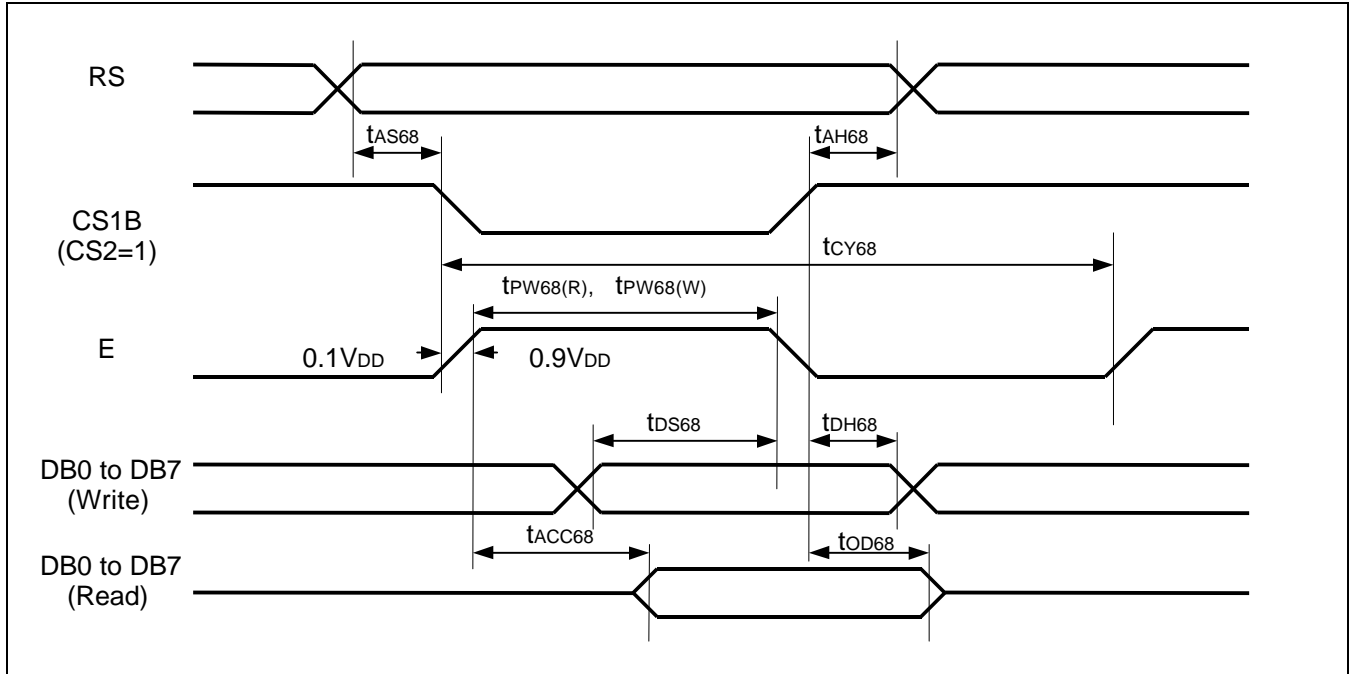 RS
tAS68
tAH68
CS1B
(CS2=1)
tCY68
tPW68(R), tPW68(W)
E
0.1VDD
0.9VDD
tDS68
tDH68
DB0 to DB7
(Write)
tACC68
tOD68
DB0 to DB7
(Read)